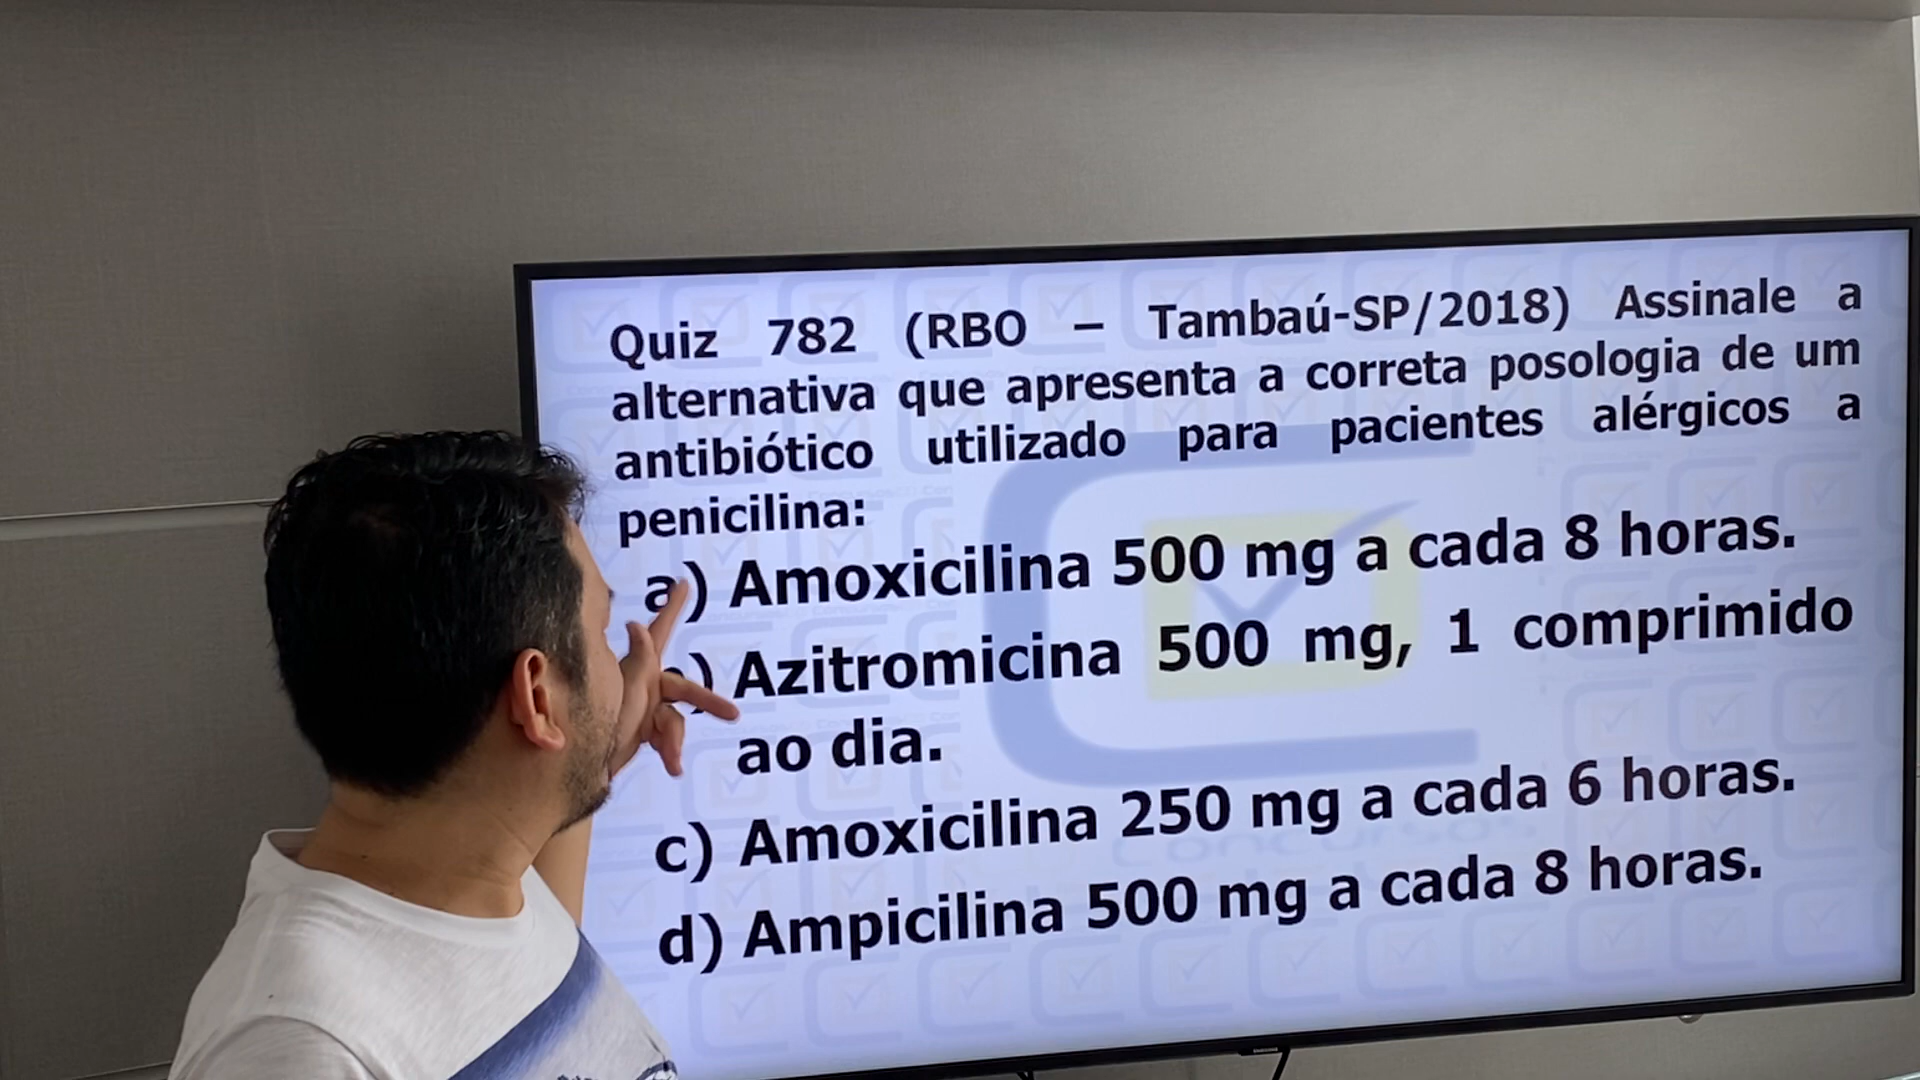 Quiz 782 (RBO – Tambaú-SP/2018) Assinale a
alternativa que apresenta a correta posologia de um
antibiótico utilizado para pacientes alérgicos a
penicilina:
a) Amoxicilina 500 mg a cada 8 horas.
) Azitromicina 500 mg, 1 comprimido
ao dia.
c) Amoxicilina 250 mg a cada 6 horas.
d) Ampicilina 500 mg a cada 8 horas.